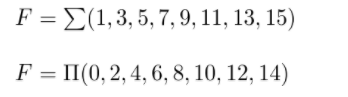 F = ∑(1, 3, 5, 7, 9, 11, 13, 15)
F = Π(0, 2, 4, 6, 8, 10, 12, 14)